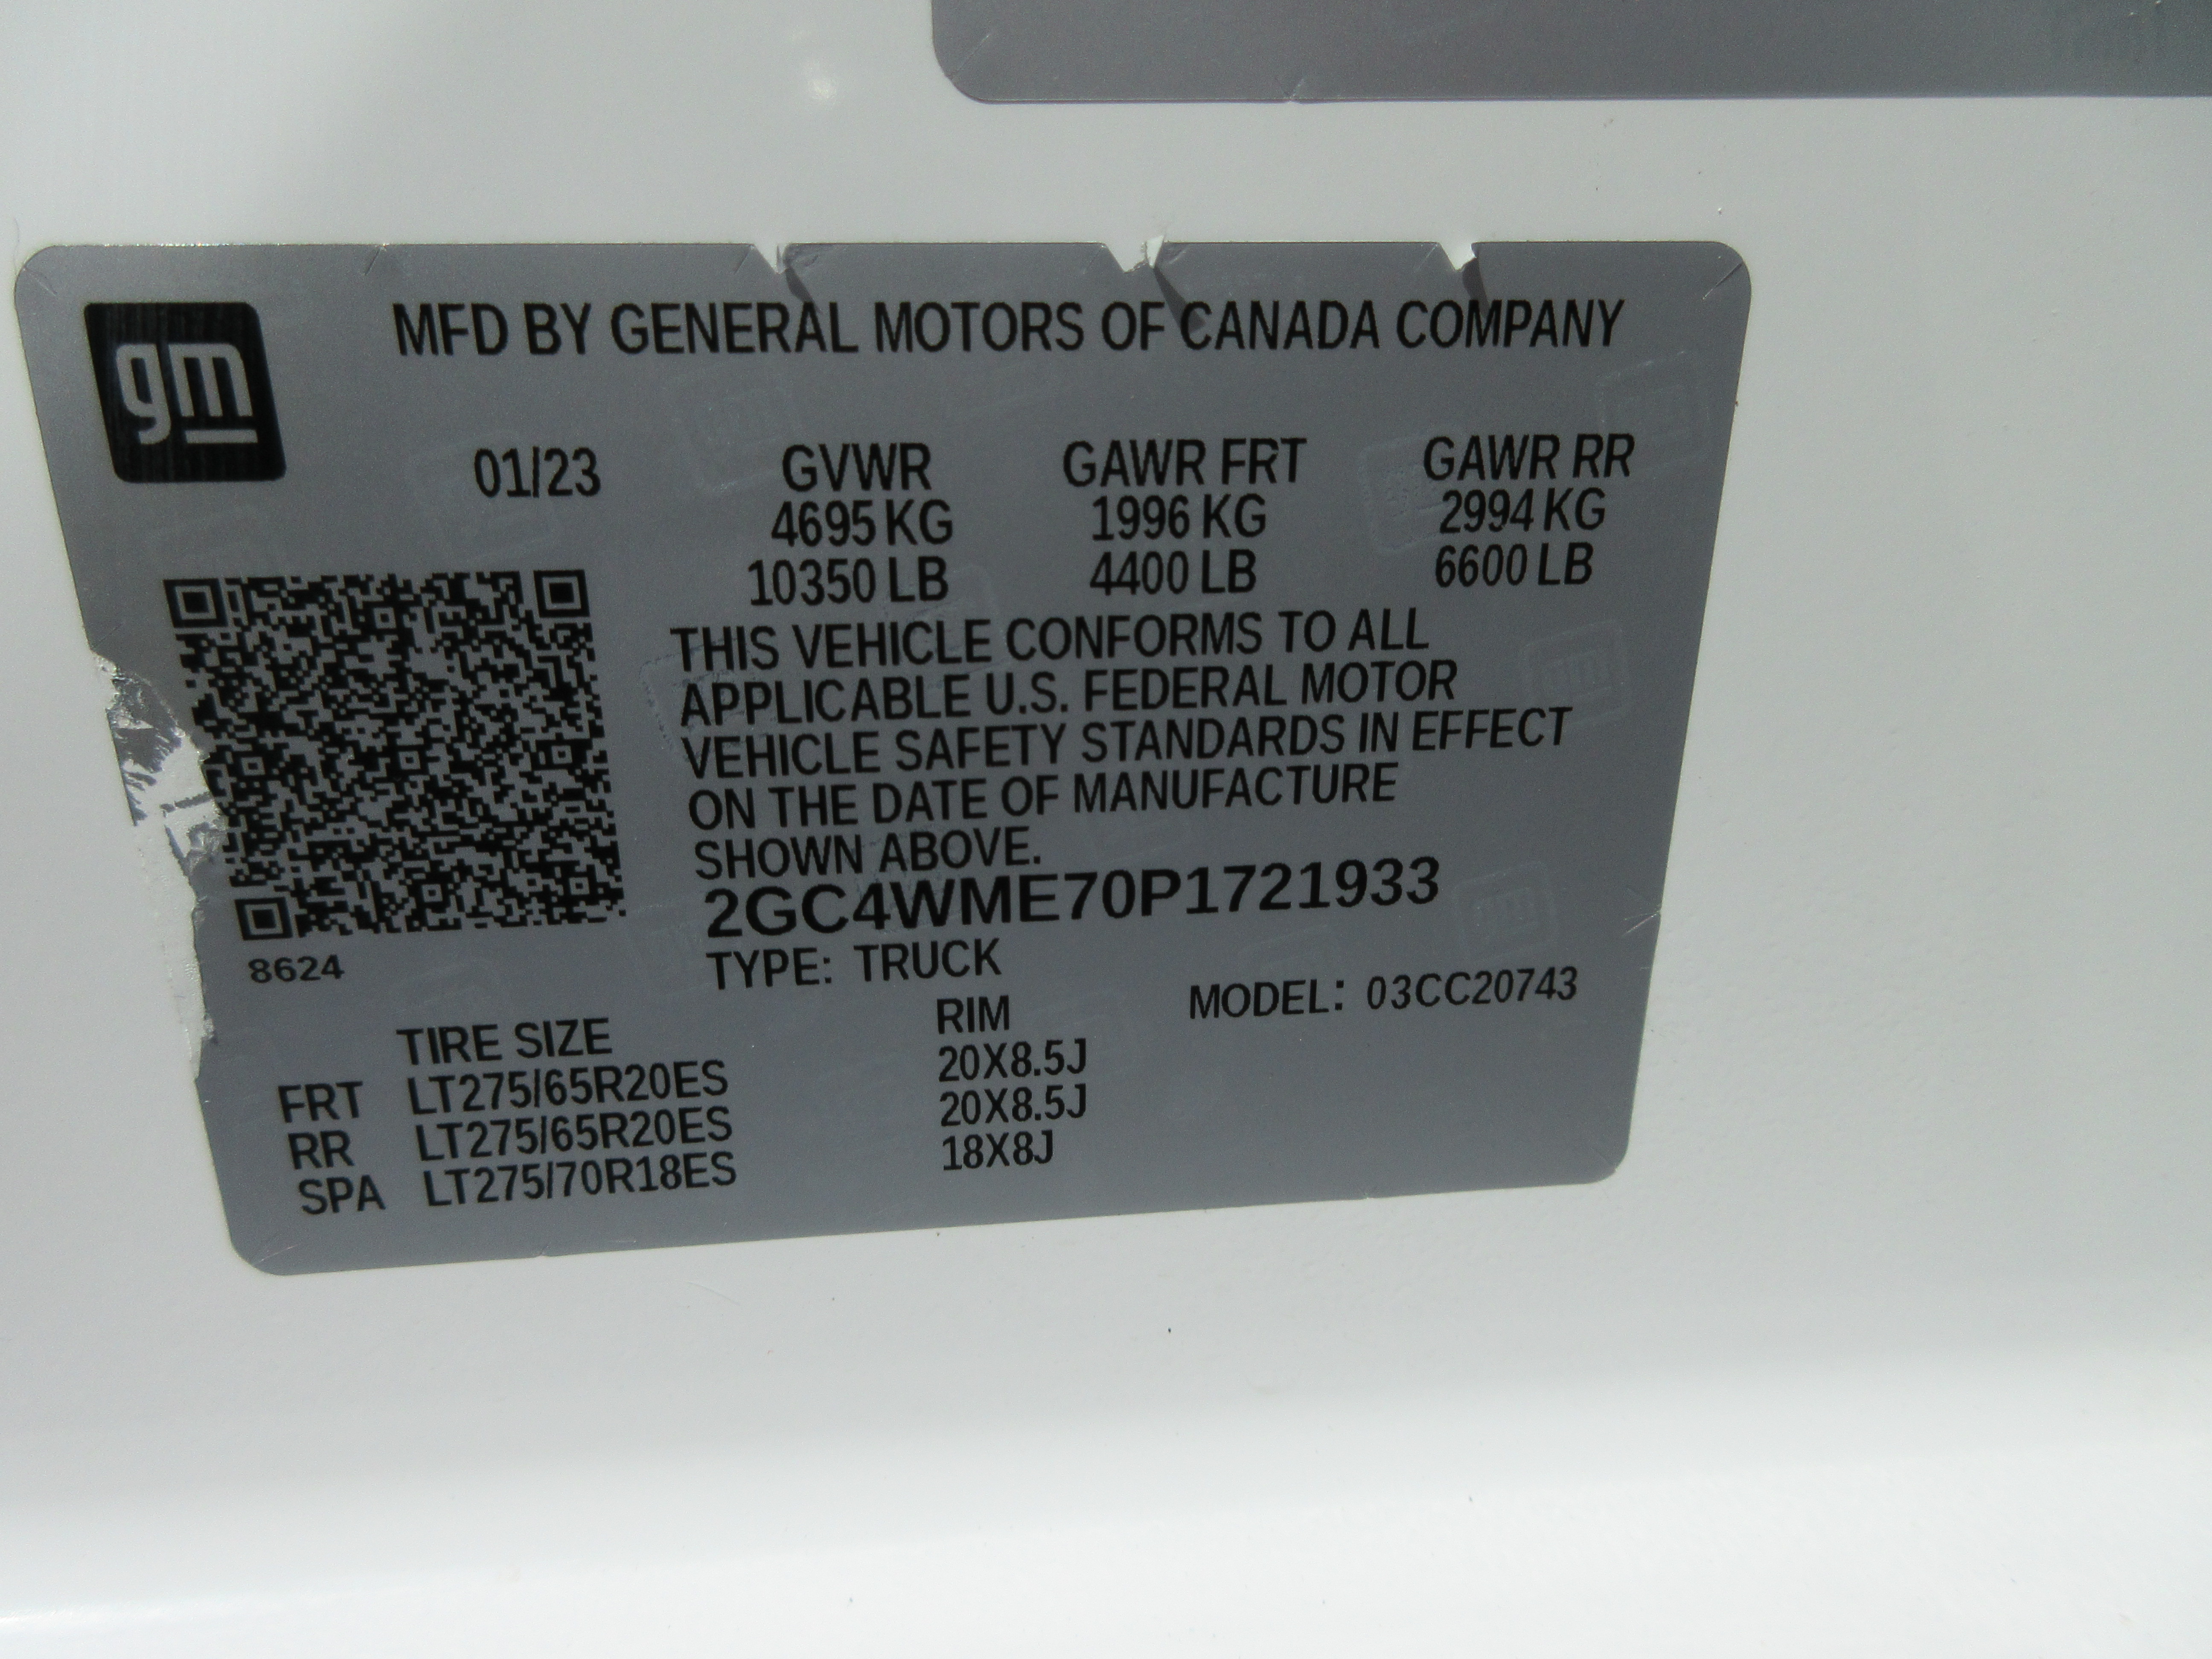 gm
MFD BY GENERAL MOTORS OF CANADA COMPANY
01/23 GVWR GAWR FRT GAWR RR
4695 KG 1996 KG 2994 KG
10350 LB 4400 LB 6600 LB
THIS VEHICLE CONFORMS TO ALL
APPLICABLE U.S. FEDERAL MOTOR
VEHICLE SAFETY STANDARDS IN EFFECT
ON THE DATE OF MANUFACTURE
SHOWN ABOVE.
2GC4WME70P1721933
8624
TYPE: TRUCK
MODEL: 03CC20743
TIRE SIZE RIM
FRT LT275/65R20ES 20X8.5J
RR LT275/65R20ES 20X8.5J
SPA LT275/70R18ES 18X8J